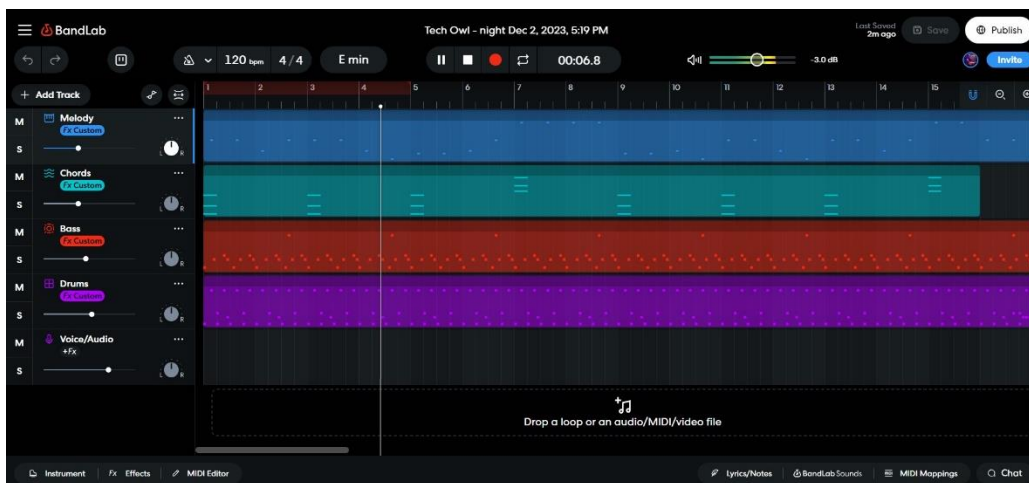 BandLab
Tech Owl - night Dec 2, 2023, 5:19 PM
Last Saved
2m ago
Save
Publish
120 bpm 4/4 E min
00:06.8
-3.0 dB
Invite
+ Add Track
1 2 3 4 5 6 7 8 9 10 11 12 13 14 15
M Melody
Fx Custom
S L R
M Chords
Fx Custom
S L R
M Bass
Fx Custom
S L R
M Drums
Fx Custom
S L R
M Voice/Audio
+Fx
S L R
Drop a loop or an audio/MIDI/video file
Instrument Fx Effects MIDI Editor Lyrics/Notes BandLab Sounds MIDI Mappings Chat